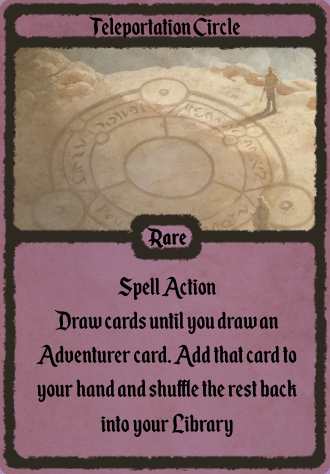 Teleportation Circle
Rare
Spell Action
Draw cards until you draw an
Adventurer card. Add that card to
your hand and shuffle the rest back
into your Library